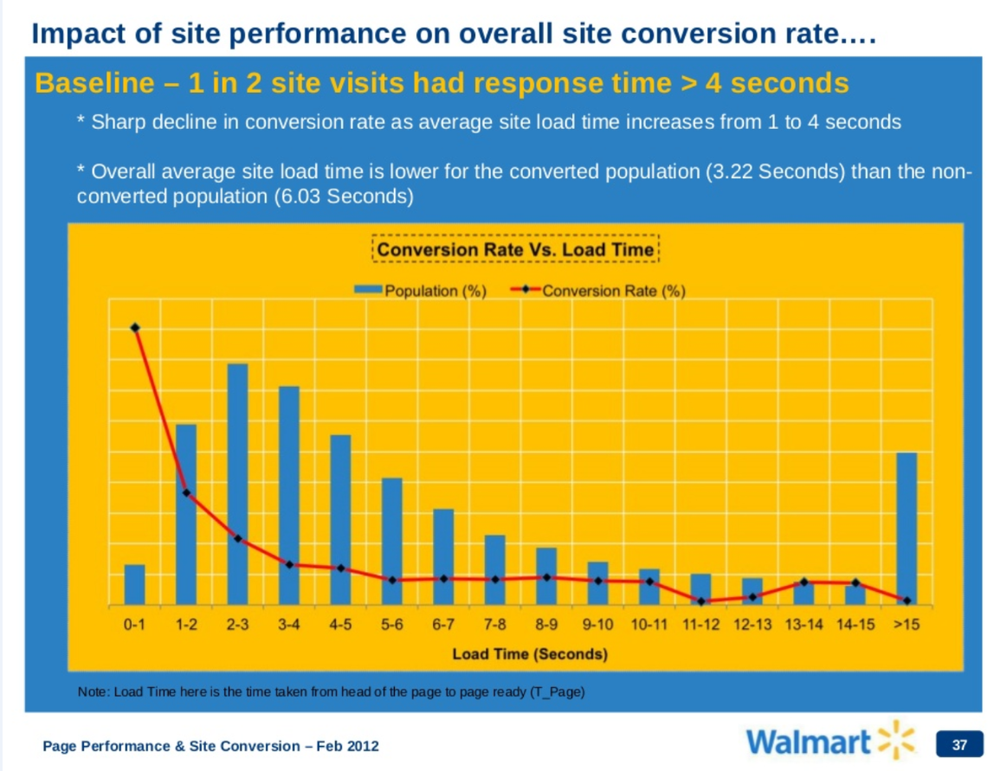 Impact of site performance on overall site conversion rate....
Baseline – 1 in 2 site visits had response time > 4 seconds
* Sharp decline in conversion rate as average site load time increases from 1 to 4 seconds
* Overall average site load time is lower for the converted population (3.22 Seconds) than the non-
converted population (6.03 Seconds)
Conversion Rate Vs. Load Time
Population (%) Conversion Rate (%)
0-1 1-2 2-3 3-4 4-5 5-6 6-7 7-8 8-9 9-10 10-11 11-12 12-13 13-14 14-15 >15
Load Time (Seconds)
Note: Load Time here is the time taken from head of the page to page ready (T_Page)
Page Performance & Site Conversion – Feb 2012
Walmart
37